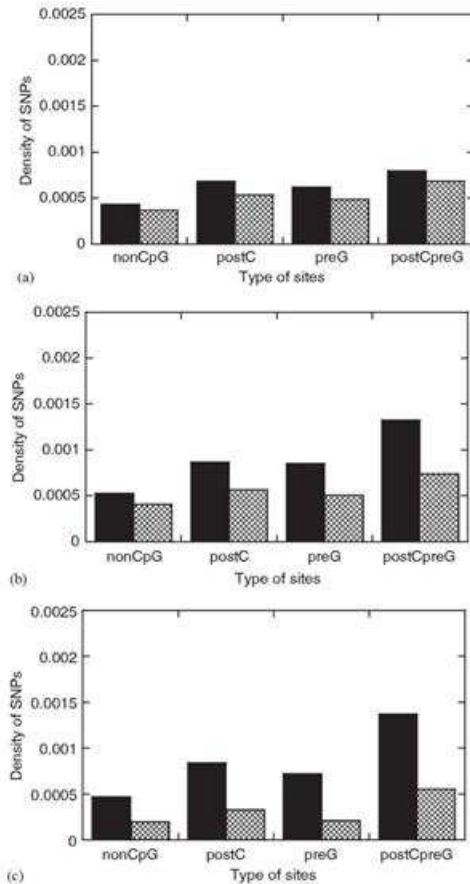 0.0025
0.002
0.0015
0.001
0.0005
0
Density of SNPs
nonCpG postC preG postCpreG
Type of sites
(a)
0.0025
0.002
0.0015
0.001
0.0005
0
Density of SNPs
nonCpG postC preG postCpreG
Type of sites
(b)
0.0025
0.002
0.0015
0.001
0.0005
0
Density of SNPs
nonCpG postC preG postCpreG
Type of sites
(c)